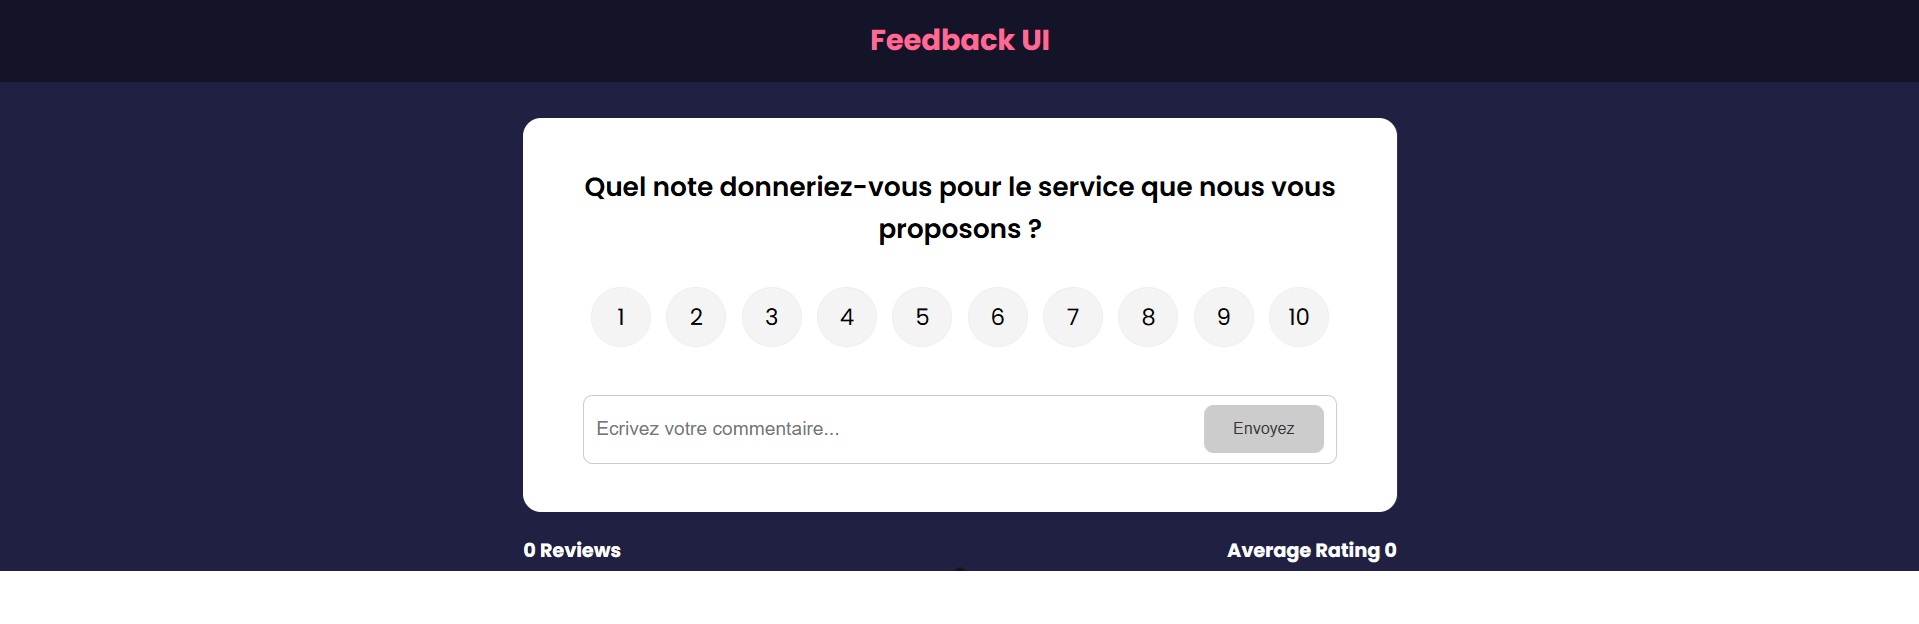 Feedback UI
Quel note donneriez-vous pour le service que nous vous
proposons ?
1 2 3 4 5 6 7 8 9 10
Ecrivez votre commentaire...
Envoyez
0 Reviews
Average Rating 0